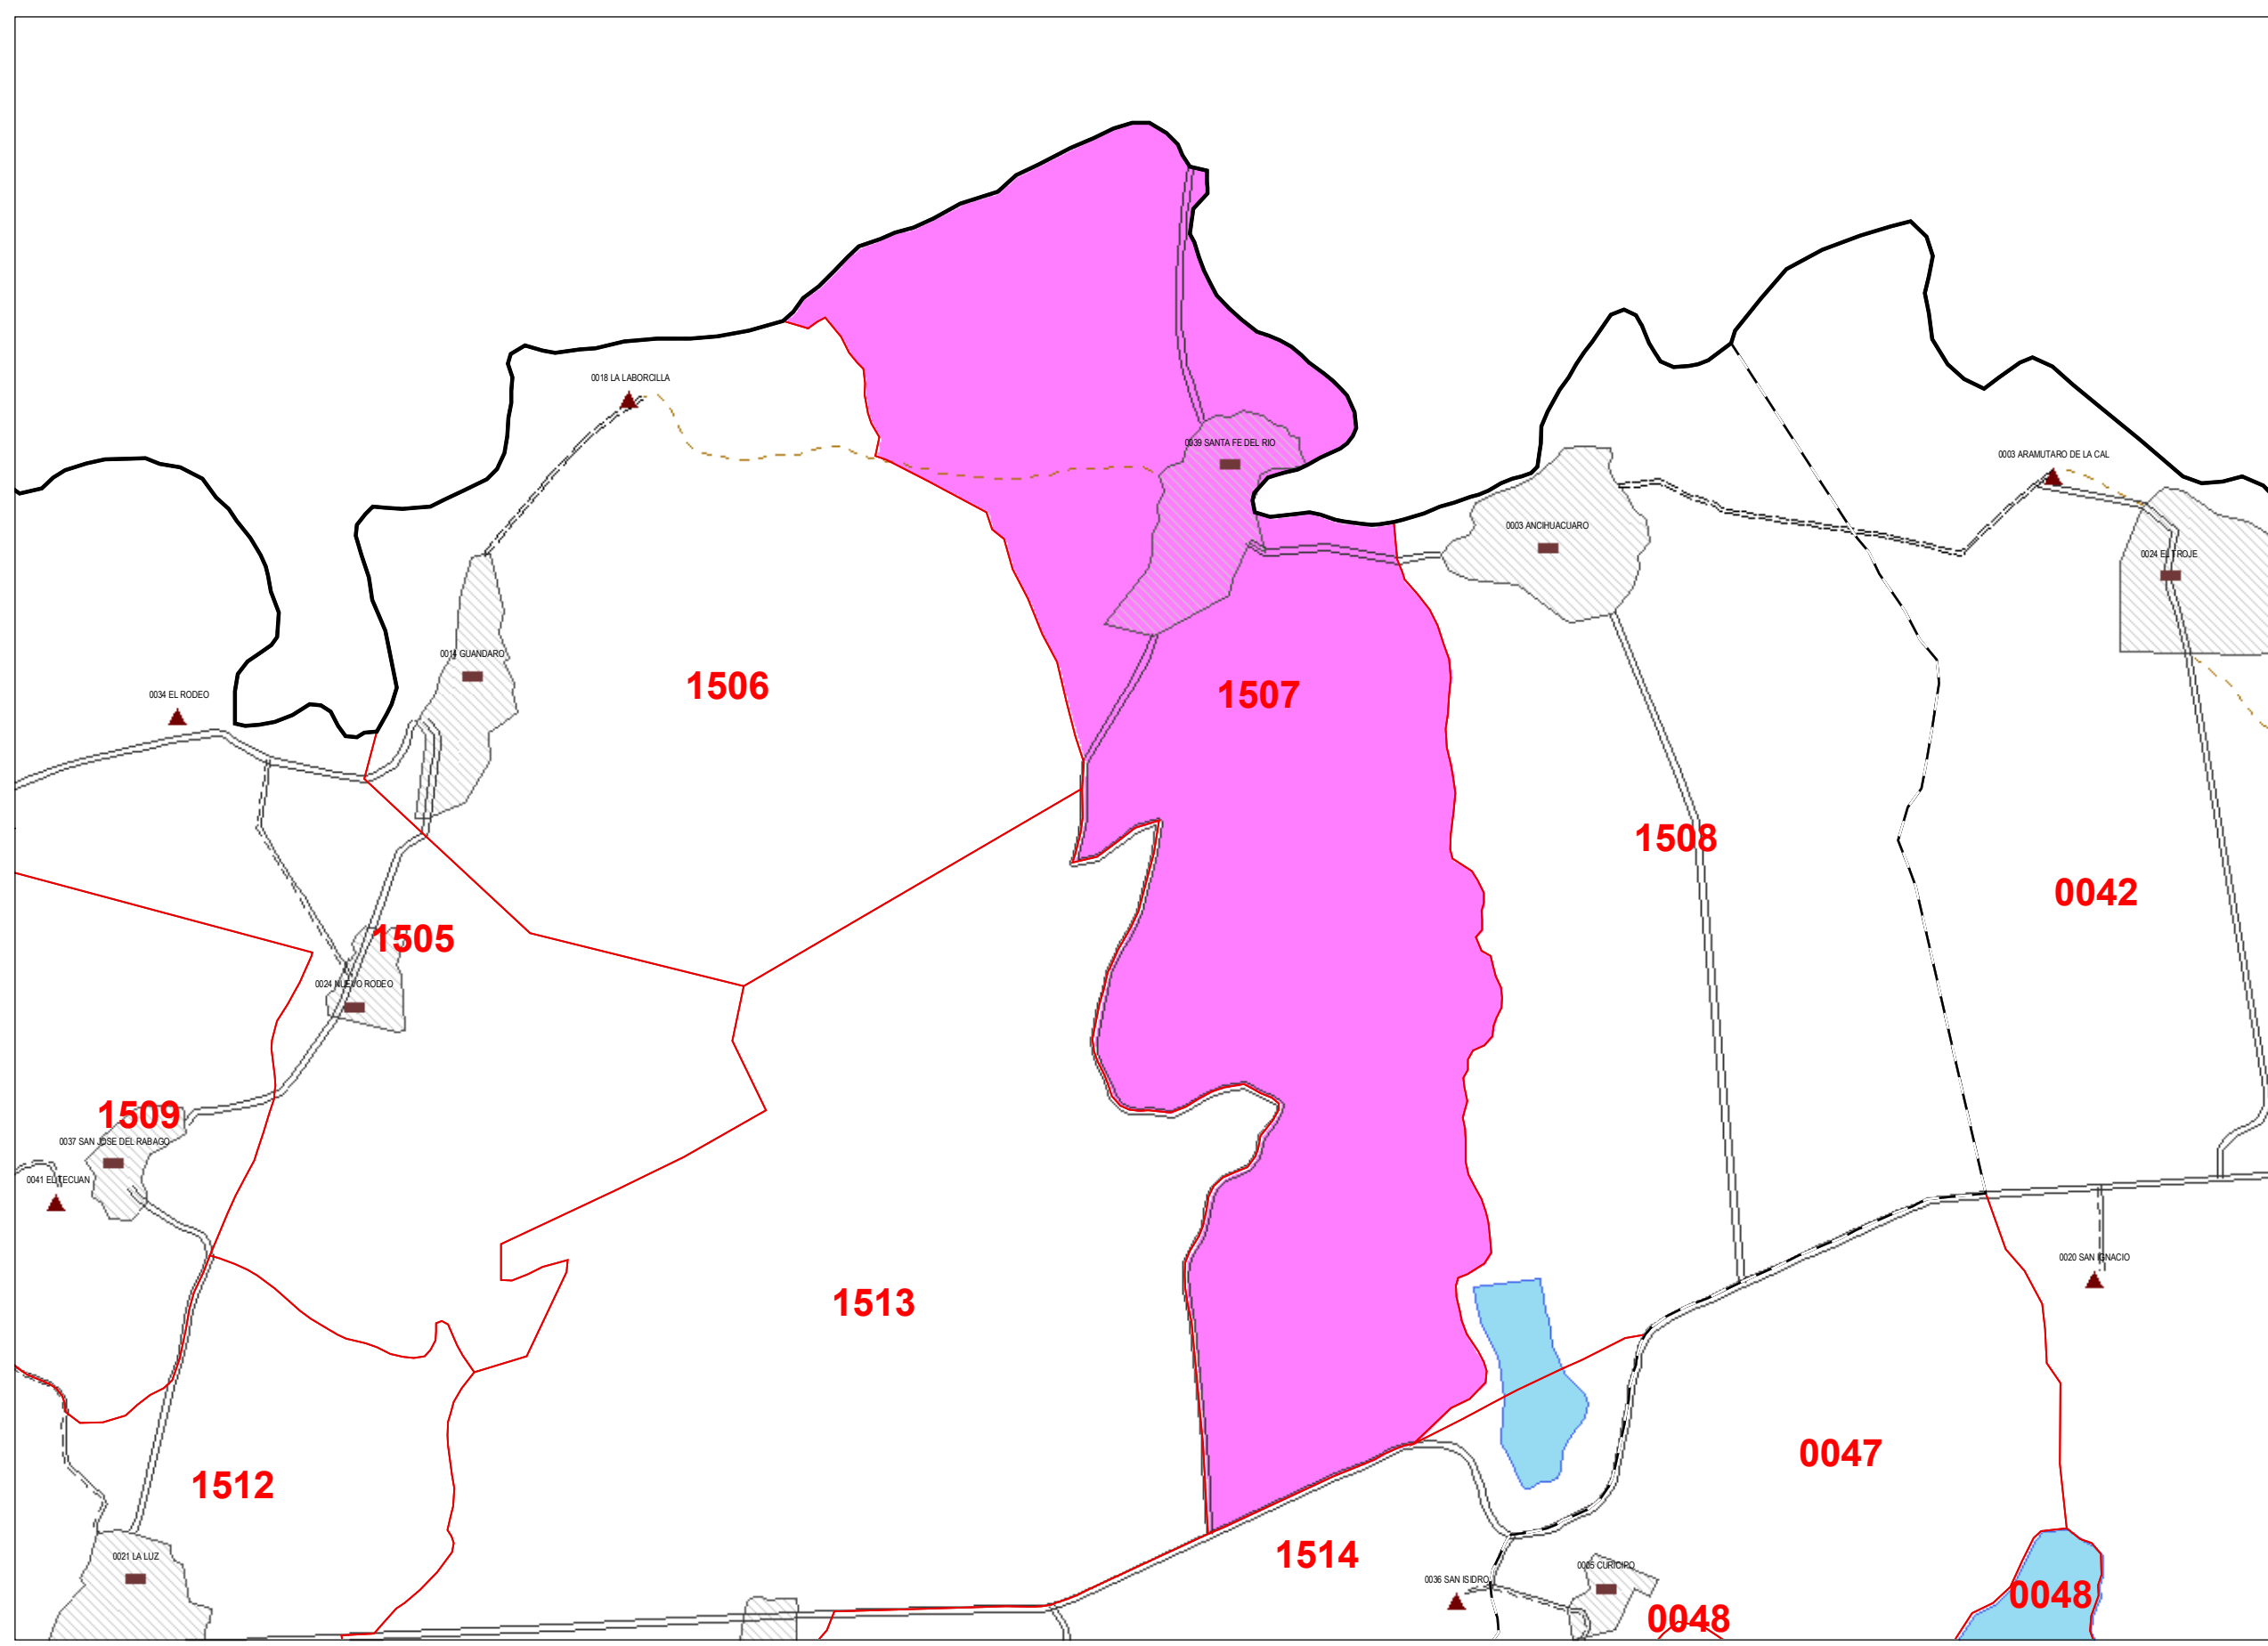 0018 LA LABORCILLA
0039 SANTA FE DEL RIO
0003 ARAMUTARO DE LA CAL
0003 ANCIHUACUARO
0024 EL TROJE
0014 GUANDARO
1506
1507
0034 EL RODEO
1508
0042
1505
0024 NUEVO RODEO
1509
0037 SAN JOSE DEL RABAGO
0041 EL TECUAN
0020 SAN IGNACIO
1513
0047
1512
1514
0021 LA LUZ
0005 CURICIPO
0036 SAN ISIDRO
0048
0048